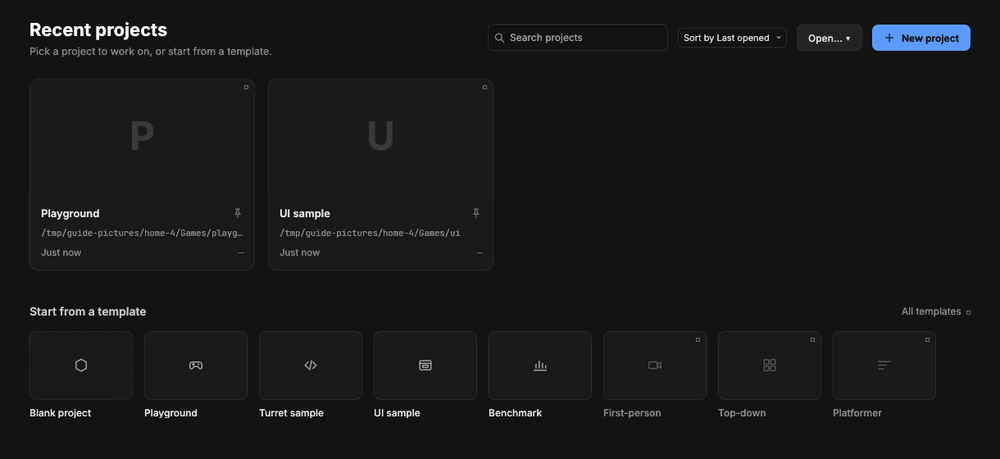 Recent projects
Pick a project to work on, or start from a template.
Search projects
Sort by Last opened
Open...
New project
P
U
Playground
/tmp/guide-pictures/home-4/Games/playg…
Just now
UI sample
/tmp/guide-pictures/home-4/Games/ui
Just now
Start from a template
All templates
Blank project
Playground
Turret sample
UI sample
Benchmark
First-person
Top-down
Platformer